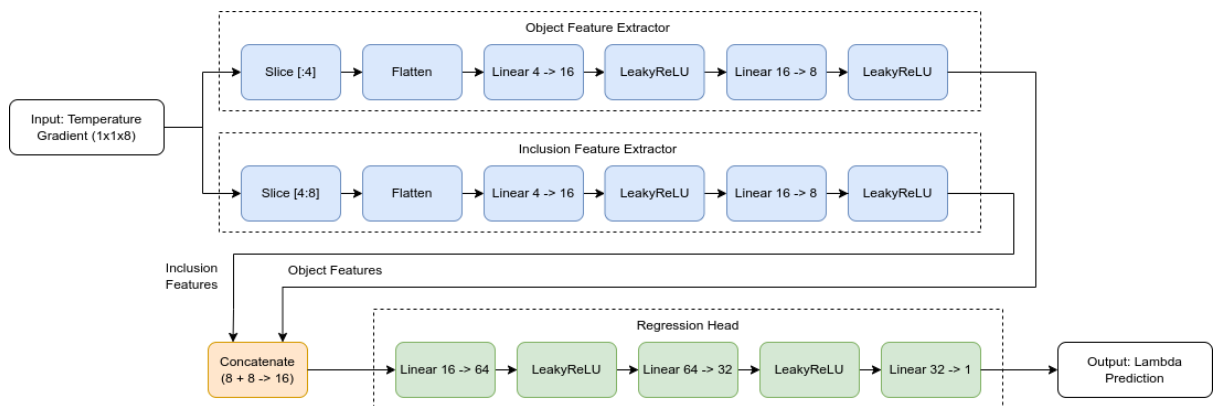 Object Feature Extractor
Slice [:4]
Flatten
Linear 4 -> 16
LeakyReLU
Linear 16 -> 8
LeakyReLU
Input: Temperature
Gradient (1x1x8)
Inclusion Feature Extractor
Slice [4:8]
Flatten
Linear 4 -> 16
LeakyReLU
Linear 16 -> 8
LeakyReLU
Inclusion
Features
Object Features
Regression Head
Concatenate
(8 + 8 -> 16)
Linear 16 -> 64
LeakyReLU
Linear 64 -> 32
LeakyReLU
Linear 32 -> 1
Output: Lambda
Prediction